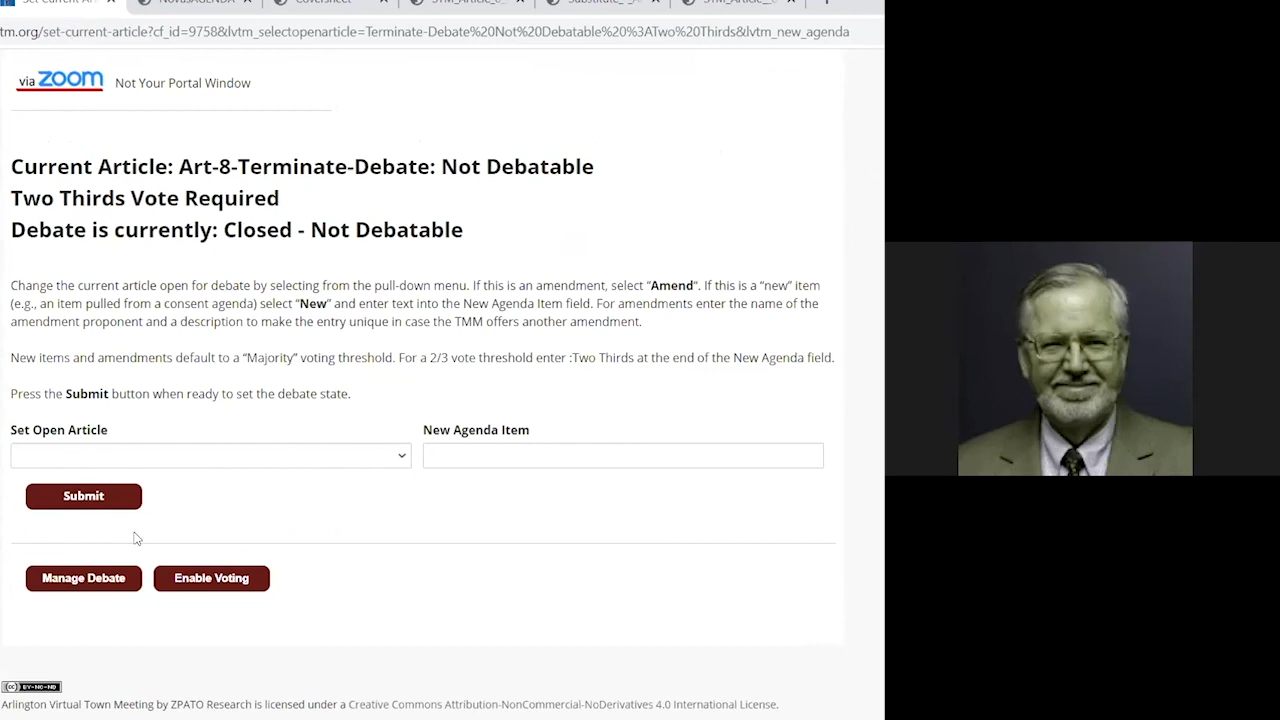 NovusAGENDA
Coversheet
tm.org/set-current-article?cf_id=9758&lvtm_selectopenarticle=Terminate-Debate%20Not%20Debatable%20%3ATwo%20Thirds&lvtm_new_agenda
via zoom Not Your Portal Window
Current Article: Art-8-Terminate-Debate: Not Debatable
Two Thirds Vote Required
Debate is currently: Closed - Not Debatable
Change the current article open for debate by selecting from the pull-down menu. If this is an amendment, select “Amend”. If this is a “new” item
(e.g., an item pulled from a consent agenda) select “New” and enter text into the New Agenda Item field. For amendments enter the name of the
amendment proponent and a description to make the entry unique in case the TMM offers another amendment.
New items and amendments default to a “Majority” voting threshold. For a 2/3 vote threshold enter :Two Thirds at the end of the New Agenda field.
Press the Submit button when ready to set the debate state.
Set Open Article New Agenda Item
Submit
Manage Debate Enable Voting
cc BY-NC-ND
Arlington Virtual Town Meeting by ZPATO Research is licensed under a Creative Commons Attribution-NonCommercial-NoDerivatives 4.0 International License.